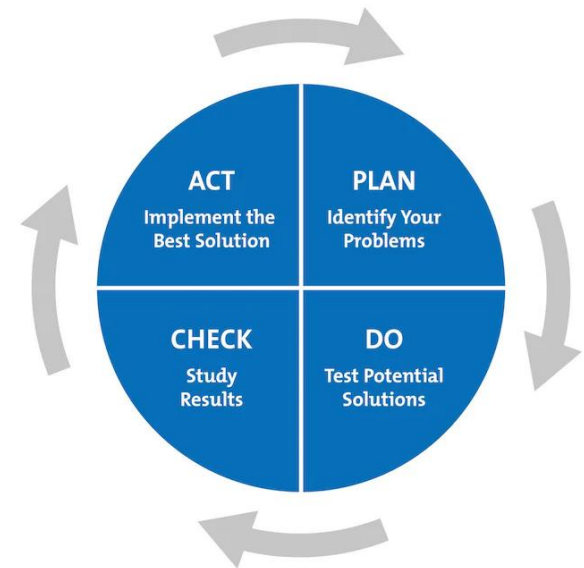 ACT
Implement the
Best Solution
PLAN
Identify Your
Problems
CHECK
Study
Results
DO
Test Potential
Solutions